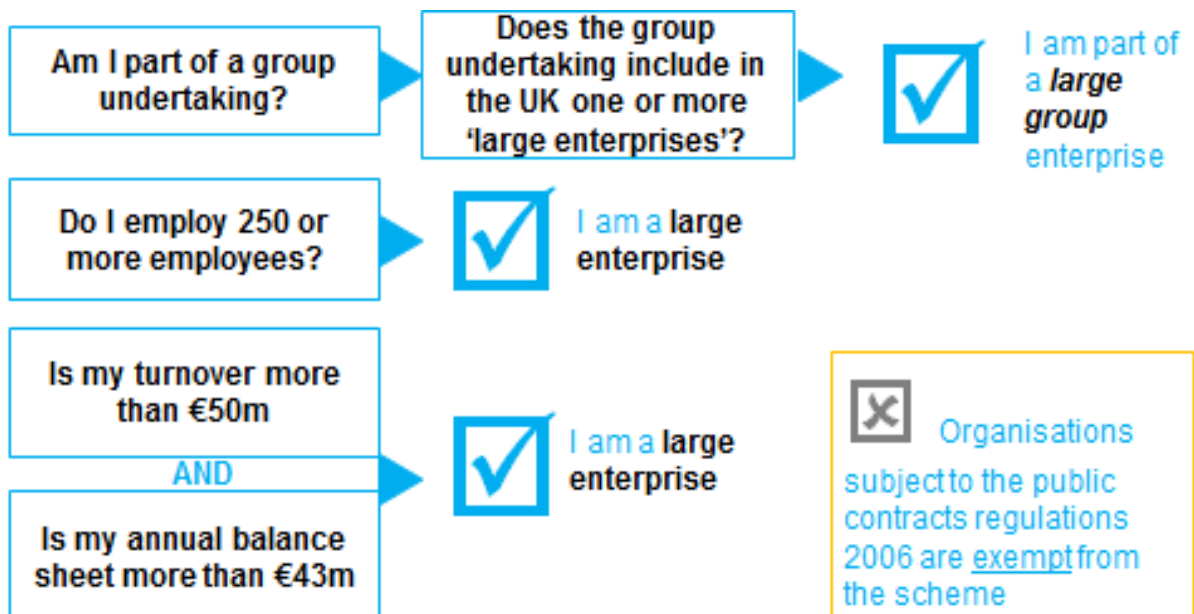 Am I part of a group
undertaking?
Does the group
undertaking include in
the UK one or more
‘large enterprises’?
I am part of
a large
group
enterprise
Do I employ 250 or
more employees?
I am a large
enterprise
Is my turnover more
than €50m
AND
Is my annual balance
sheet more than €43m
I am a large
enterprise
Organisations
subject to the public
contracts regulations
2006 are exempt from
the scheme